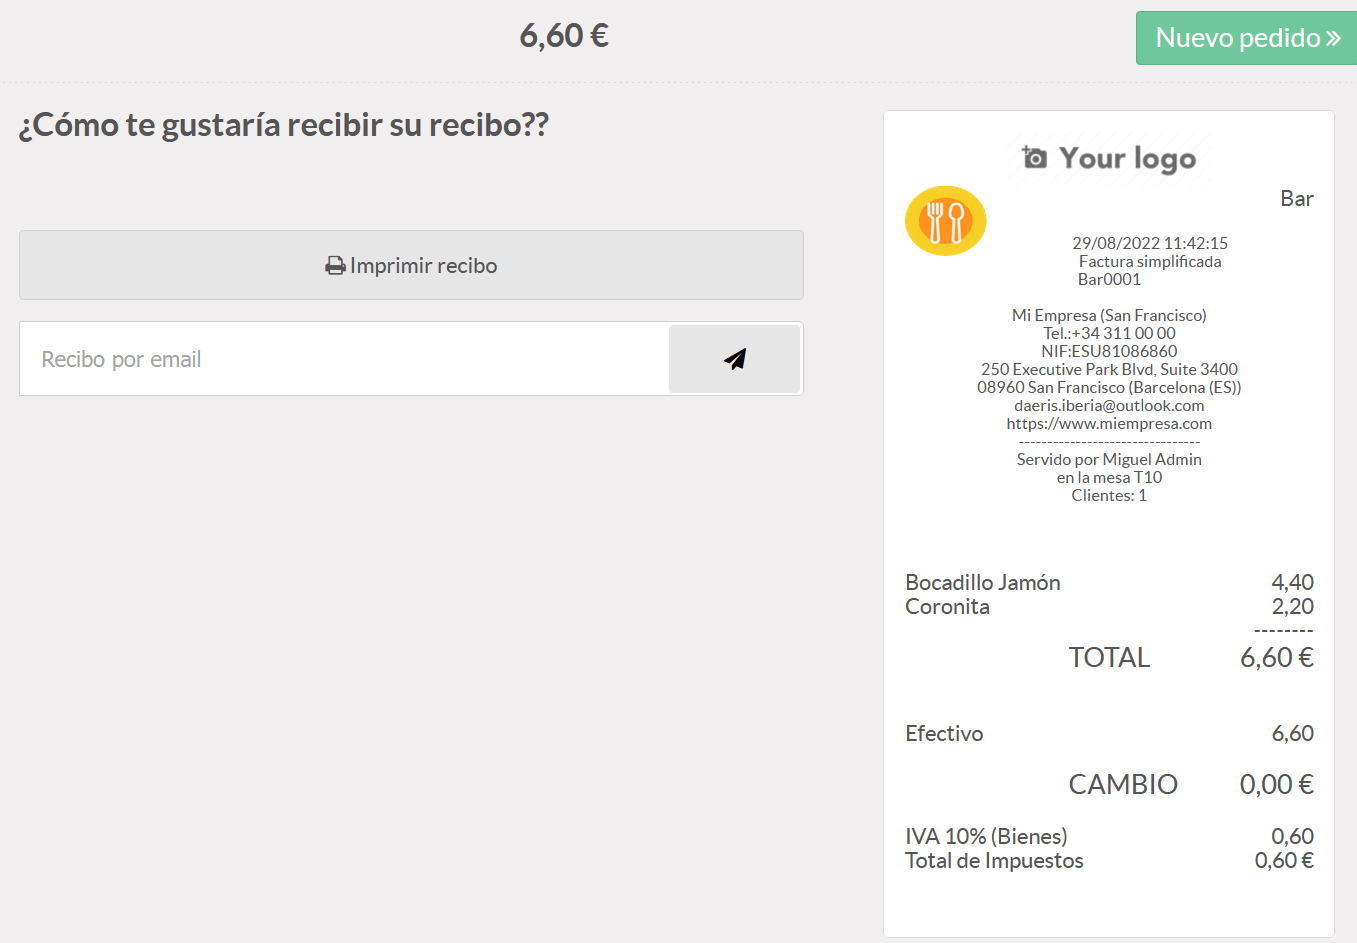 6,60 €
Nuevo pedido
¿Cómo te gustaría recibir su recibo??
Imprimir recibo
Recibo por email
Your logo
Bar
29/08/2022 11:42:15
Factura simplificada
Bar0001
Mi Empresa (San Francisco)
Tel.:+34 311 00 00
NIF:ESU81086860
250 Executive Park Blvd, Suite 3400
08960 San Francisco (Barcelona (ES))
daeris.iberia@outlook.com
https://www.miempresa.com
--------------------------------
Servido por Miguel Admin
en la mesa T10
Clientes: 1
Bocadillo Jamón 4,40
Coronita 2,20
--------
TOTAL 6,60 €
Efectivo 6,60
CAMBIO 0,00 €
IVA 10% (Bienes) 0,60
Total de Impuestos 0,60 €